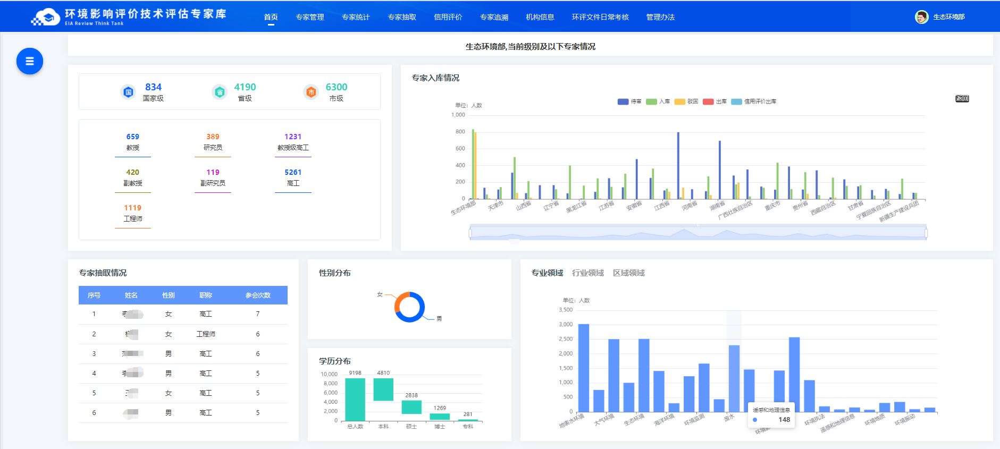 环境影响评价技术评估专家库
EIA Review Think Tank
首页 专家管理 专家统计 专家抽取 信用评价 专家追溯 机构信息 环评文件日常考核 管理办法
生态环境部
生态环境部,当前级别及以下专家情况
国 834 国家级
省 4190 省级
市 6300 市级
659 389 1231
教授 研究员 教授级高工
420 119 5261
副教授 副研究员 高工
1119
工程师
专家入库情况
待审 入库 驳回 出库 信用评价出库
返回
单位：人数
1,000
800
600
400
200
0
生态环境部 天津市 山西省 辽宁省 黑龙江省 江苏省 安徽省 江西省 河南省 湖南省 广西壮族自治区 重庆市 贵州省 西藏自治区 甘肃省 宁夏回族自治区 新疆生产建设兵团
专家抽取情况
序号 姓名 性别 职称 参会次数
1 李 女 高工 7
2 女 工程师 6
3 男 高工 6
4 李 男 高工 5
5 女 高工 5
6 男 高工 5
性别分布
女
男
学历分布
9198 4810 2838 1269 281
10,000
8,000
6,000
4,000
2,000
0
总人数 本科 硕士 博士 专科
专业领域 行业领域 区域领域
单位：人数
3,500
3,000
2,500
2,000
1,500
1,000
500
0
地表水环境 大气环境 生态环境 海洋环境 环境监测 废水 环境执法 遥感和地理信息 环境地质 环境振动
遥感和地理信息
148